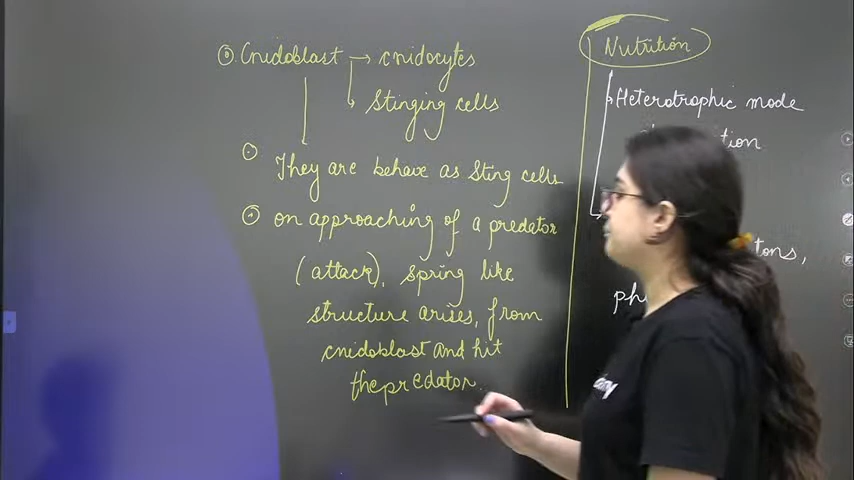 Cnidoblast → cnidocytes
Stinging cells
They are behave as Sting cells
on approaching of a predator
(attack), spring like
structure arises, from
cnidoblast and hit
the predator.
Nutrition
Heterotrophic mode